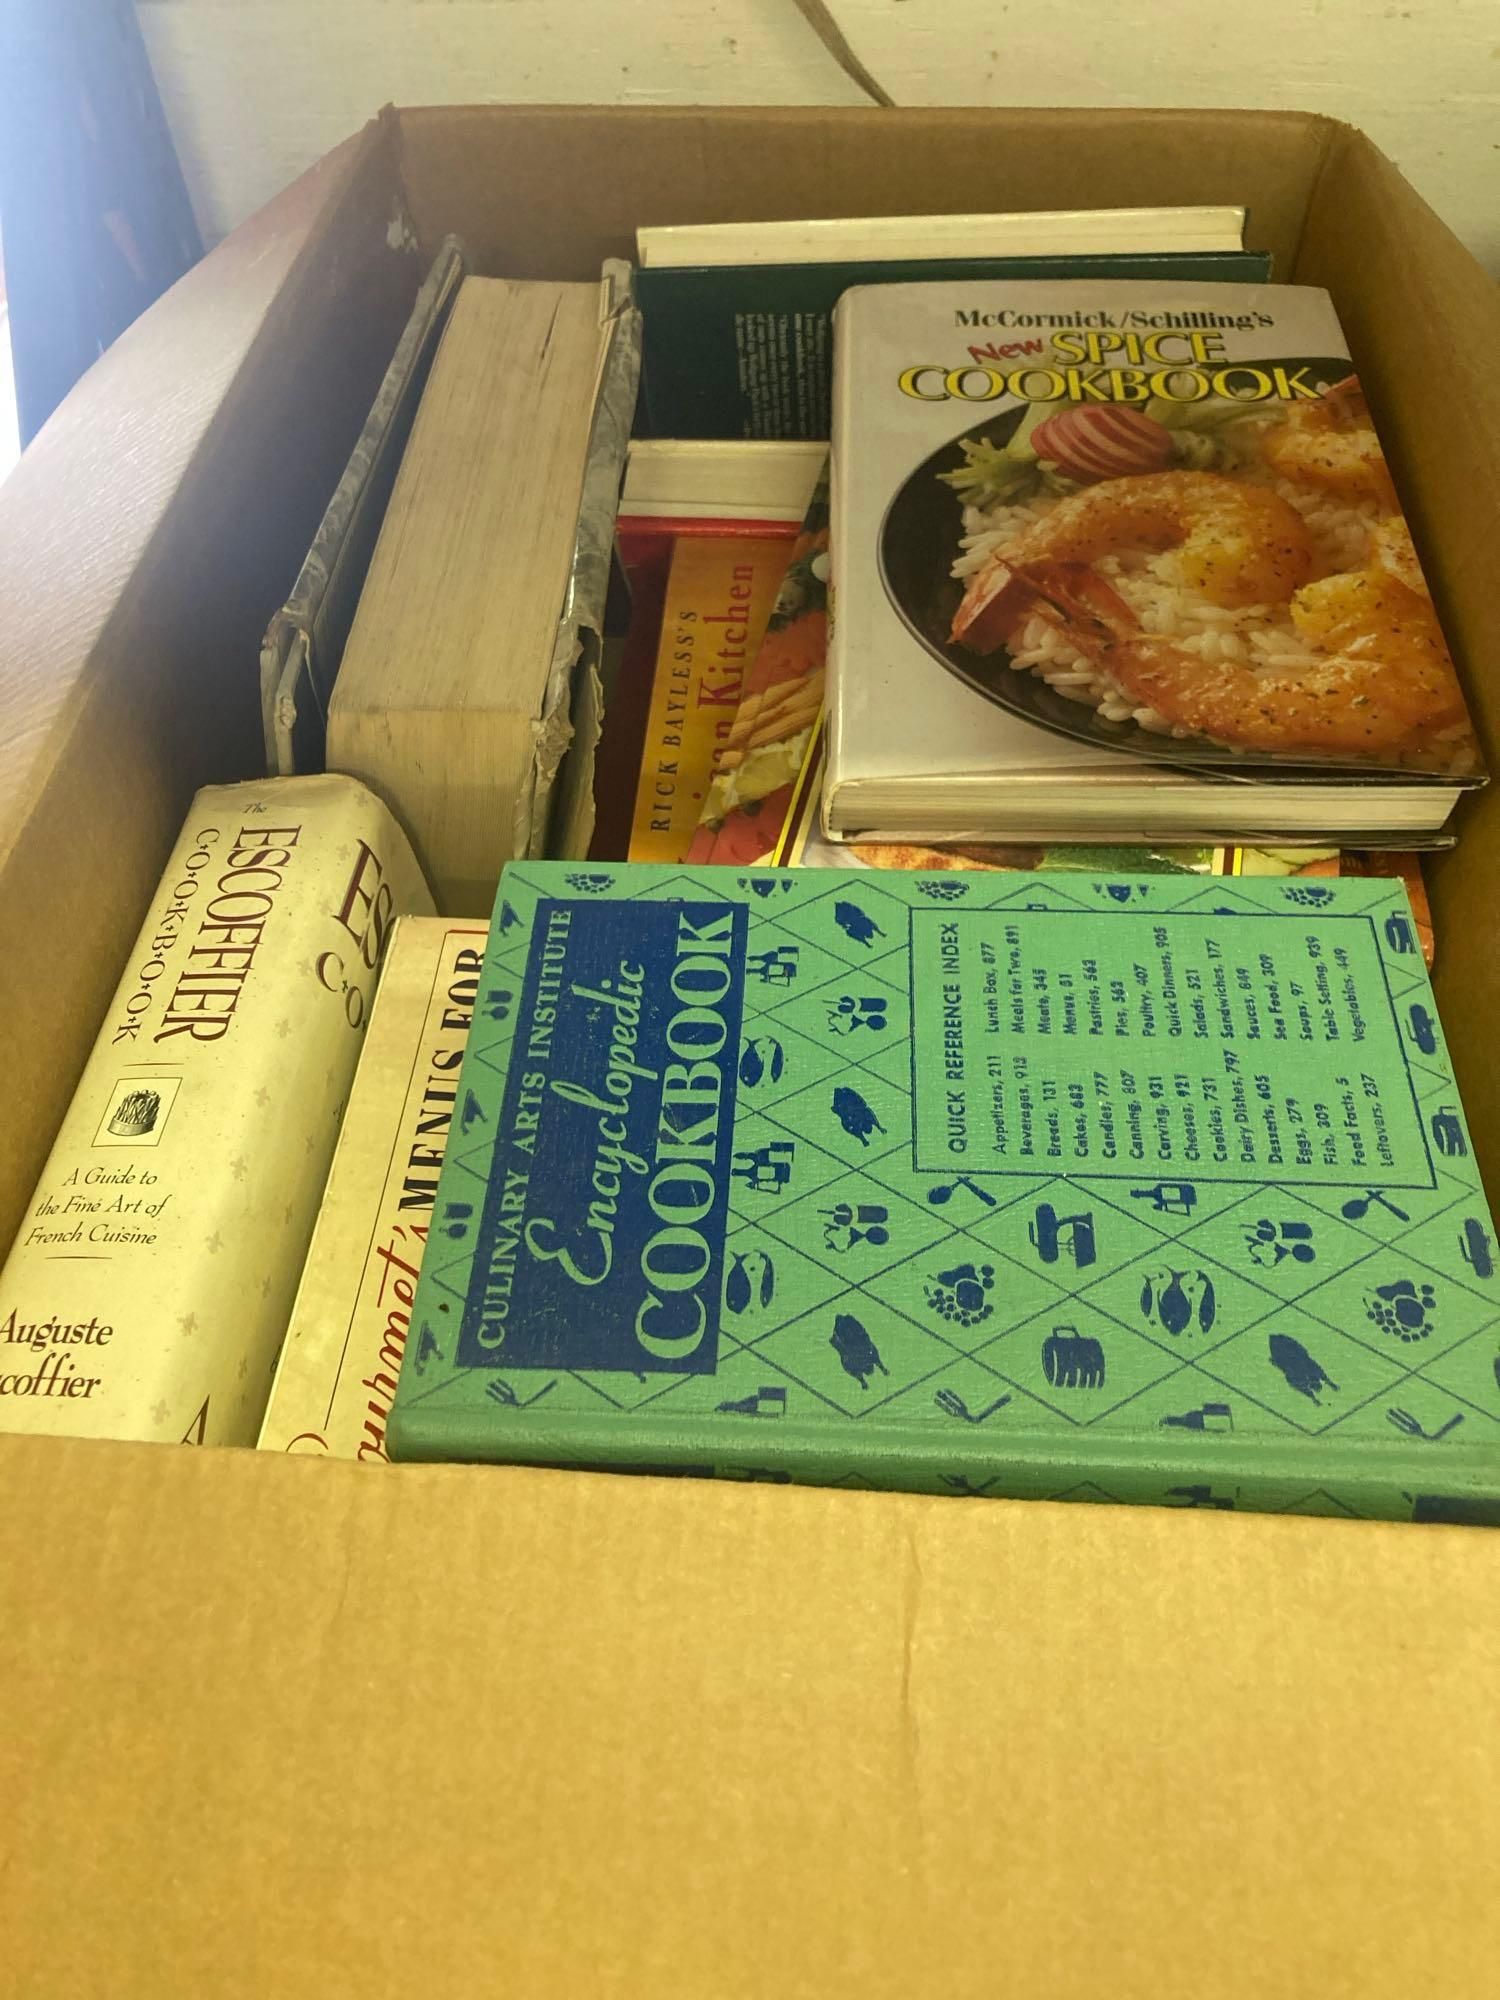 McCormick/Schilling's
New SPICE
COOKBOOK
RICK BAYLESS'S
Kitchen
The
ESCOFFIER
C•O•O•K•B•O•O•K
A Guide to
the Fine Art of
French Cuisine
Auguste
MENUS FOR
CULINARY ARTS INSTITUTE
Encyclopedic
COOKBOOK
QUICK REFERENCE INDEX
Appetizers, 211
Beverages, 913
Breads, 131
Cakes, 683
Candies, 777
Canning, 807
Carving, 931
Cheeses, 921
Cookies, 731
Dairy Dishes, 797
Desserts, 605
Eggs, 279
Fish, 309
Food Facts, 5
Leftovers, 237
Lunch Box, 877
Meals for Two, 891
Meats, 345
Menus, 51
Pastries, 563
Pies, 563
Poultry, 407
Quick Dinners, 905
Salads, 521
Sandwiches, 177
Sauces, 849
Sea Food, 309
Soups, 97
Table Setting, 939
Vegetables, 449